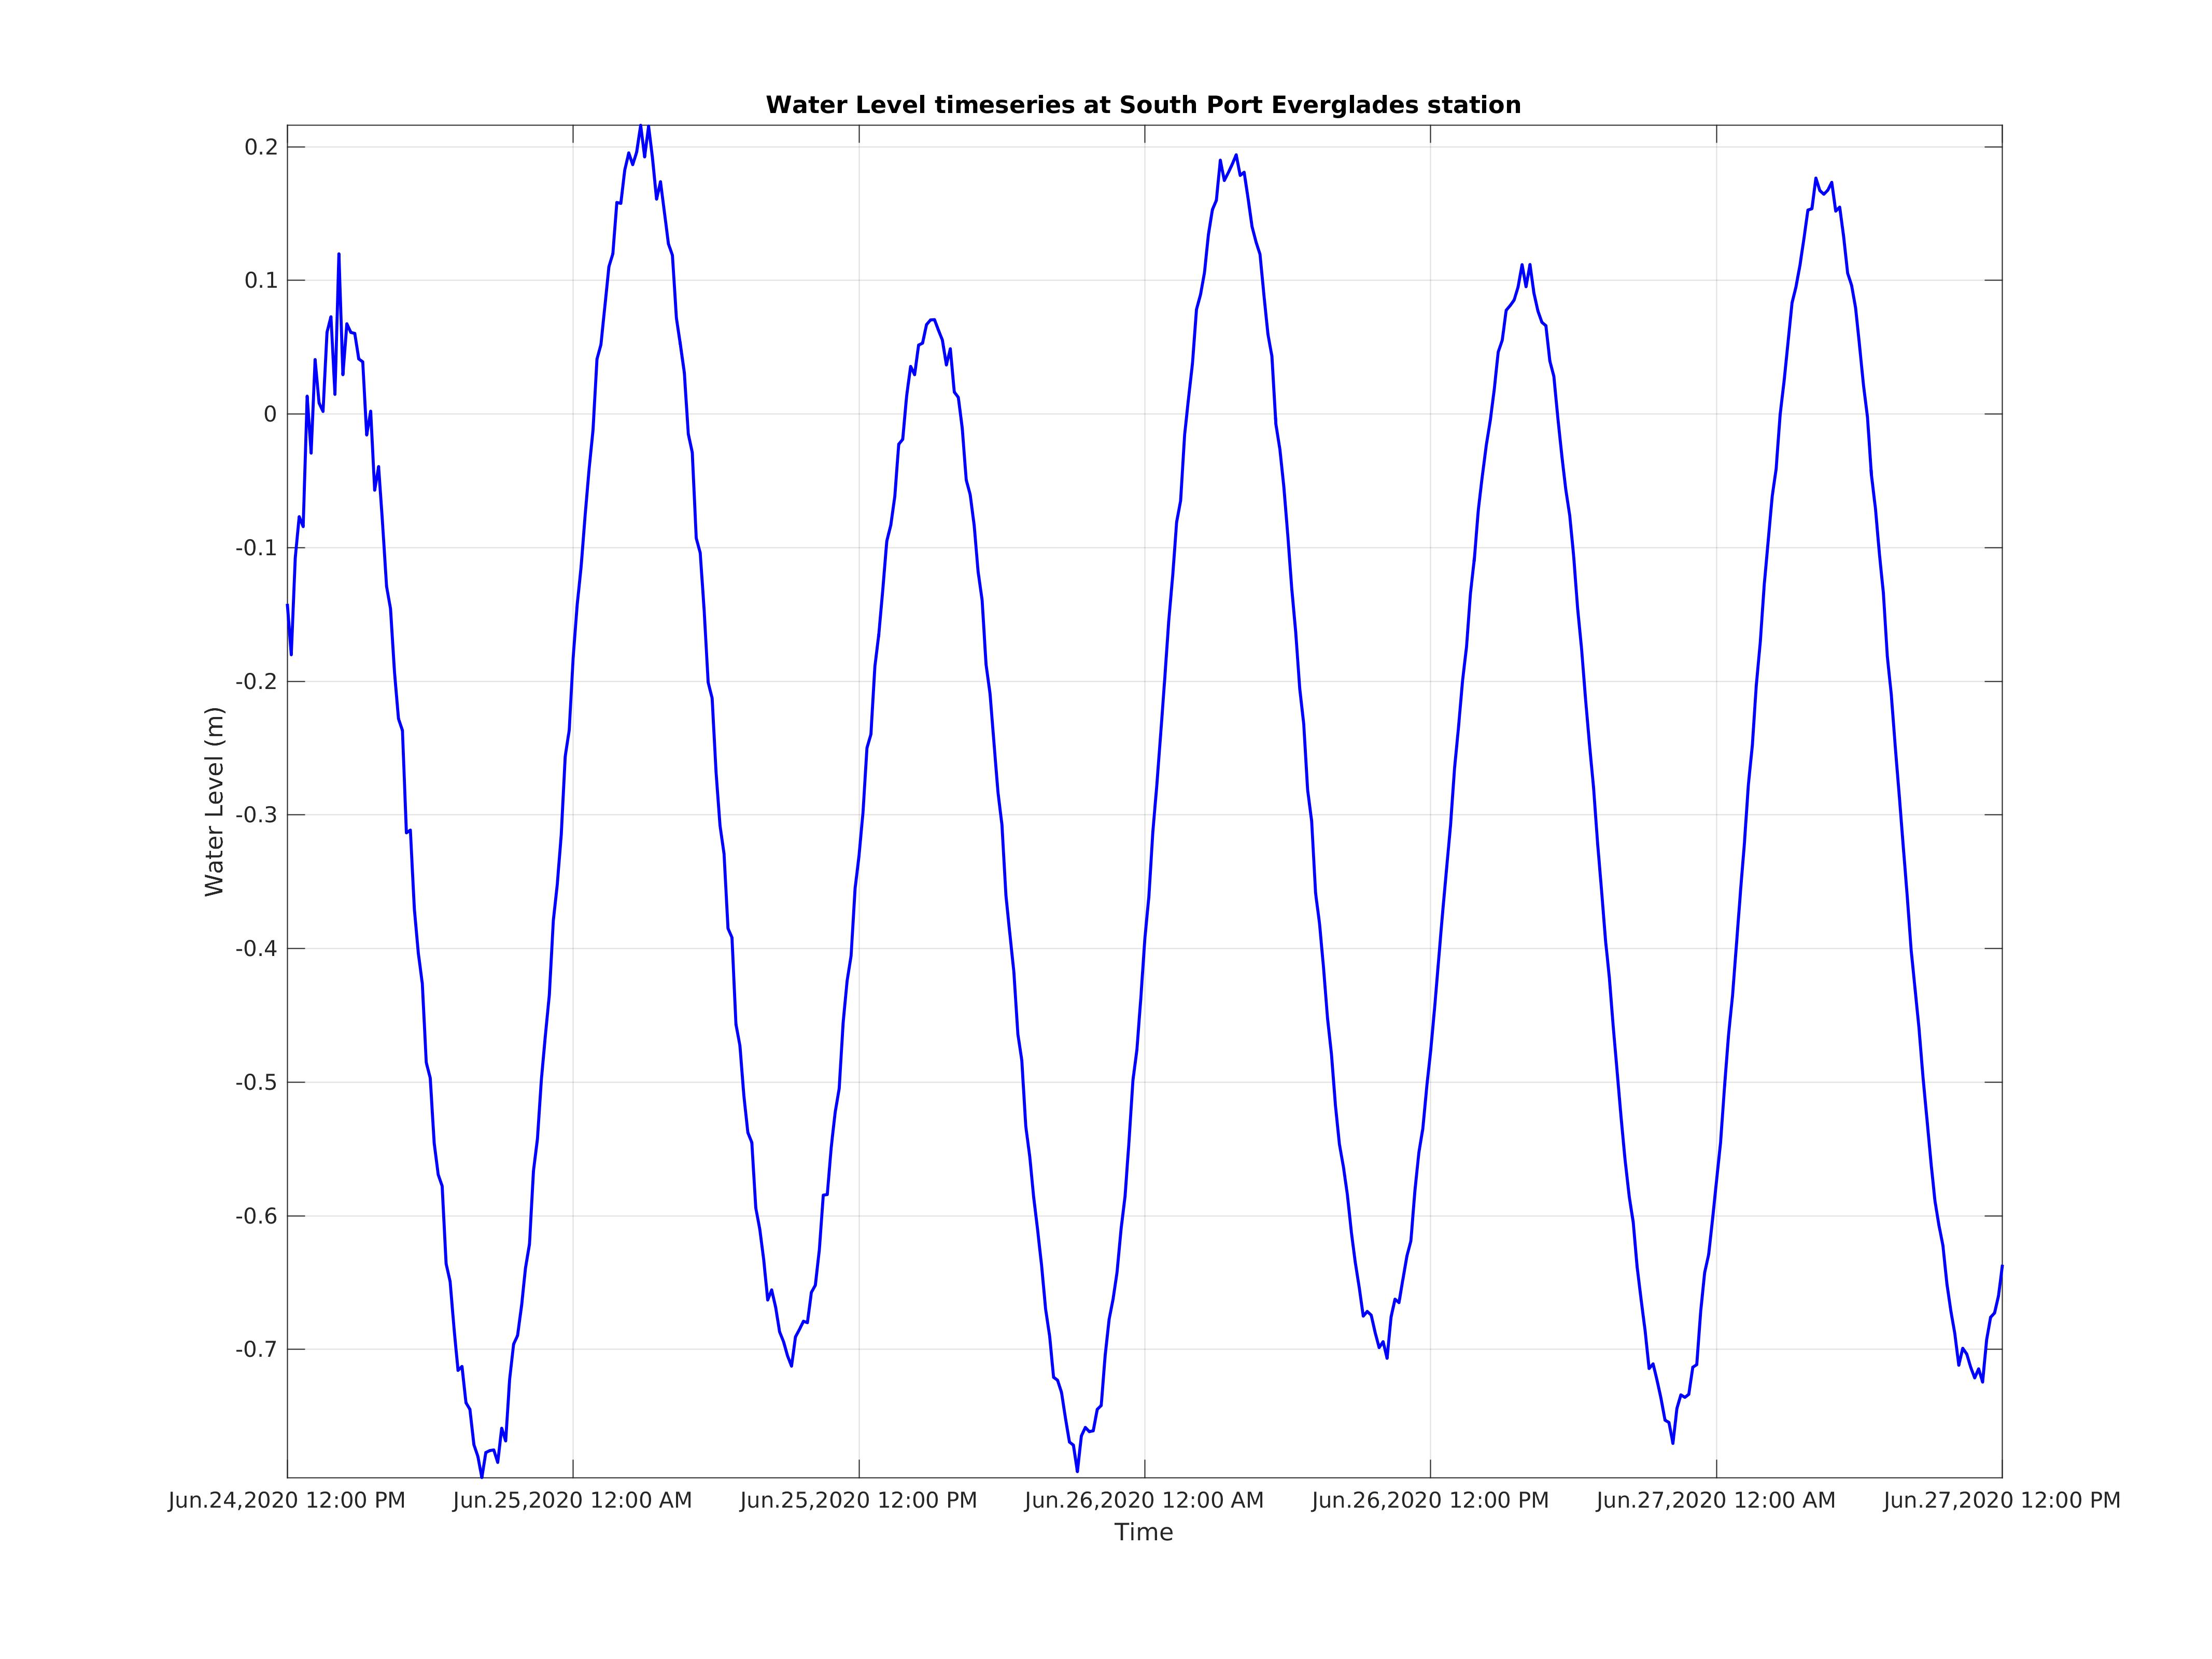 Water Level timeseries at South Port Everglades station
0.2
0.1
0
-0.1
-0.2
-0.3
-0.4
-0.5
-0.6
-0.7
Water Level (m)
Jun.24,2020 12:00 PM
Jun.25,2020 12:00 AM
Jun.25,2020 12:00 PM
Jun.26,2020 12:00 AM
Jun.26,2020 12:00 PM
Jun.27,2020 12:00 AM
Jun.27,2020 12:00 PM
Time